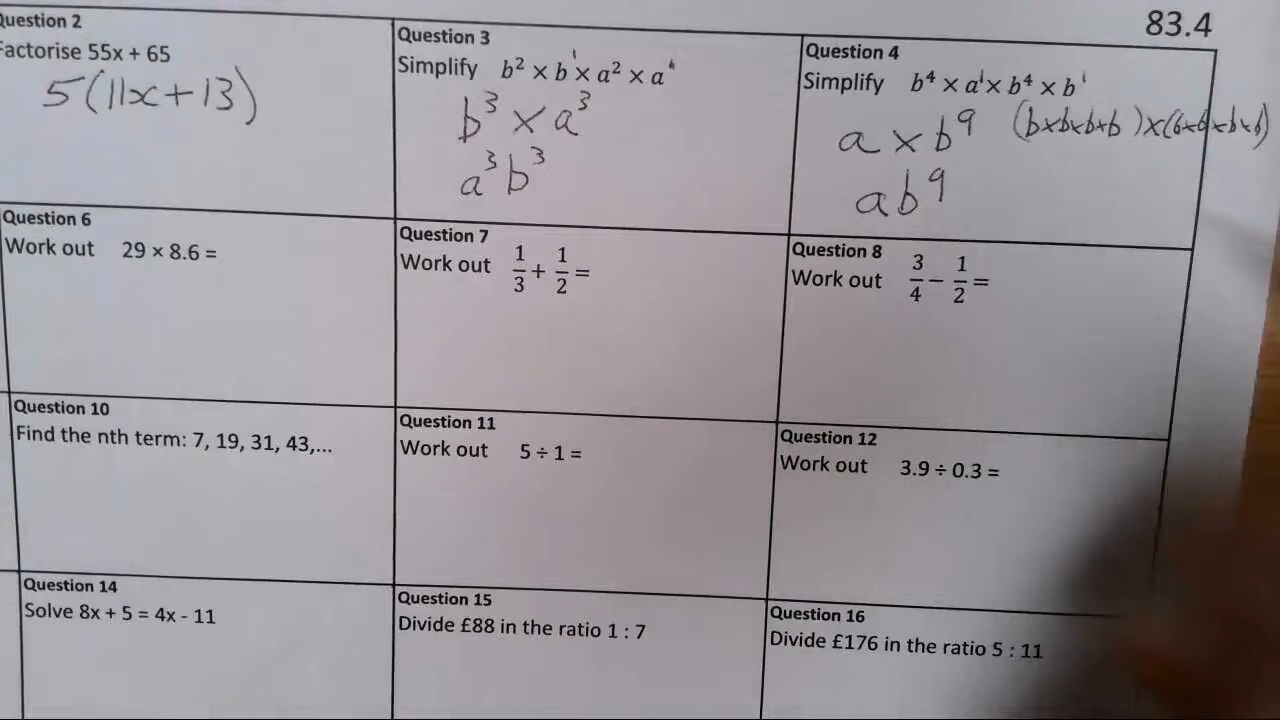 83.4
Question 2
Factorise 55x + 65
5(11x+13)
Question 3
Simplify b² × b¹ × a² × a¹
b³ × a³
a³b³
Question 4
Simplify b⁴ × a¹ × b⁴ × b¹
a × b⁹ (b×b×b×b)×(b×b×b×b)
ab⁹
Question 6
Work out 29 × 8.6 =
Question 7
Work out 1/3 + 1/2 =
Question 8
Work out 3/4 − 1/2 =
Question 10
Find the nth term: 7, 19, 31, 43,...
Question 11
Work out 5 ÷ 1 =
Question 12
Work out 3.9 ÷ 0.3 =
Question 14
Solve 8x + 5 = 4x - 11
Question 15
Divide £88 in the ratio 1 : 7
Question 16
Divide £176 in the ratio 5 : 11